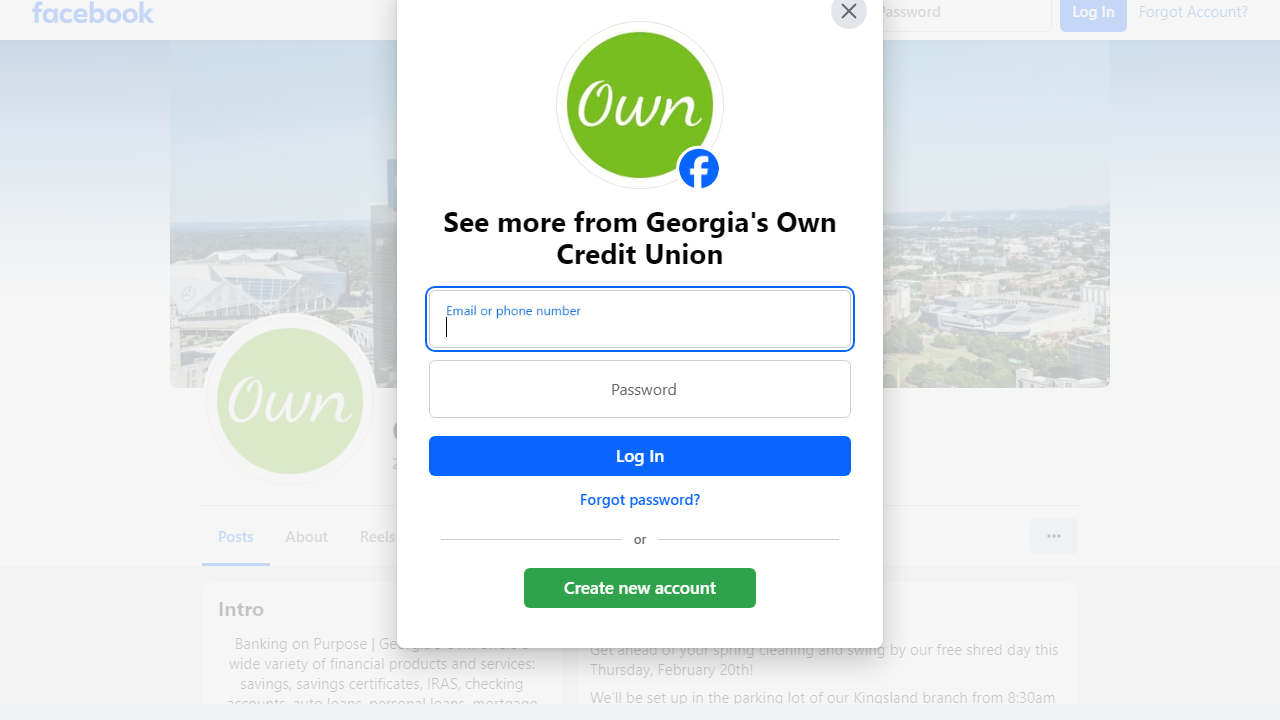 facebook
Password
Log In
Forgot Account?
Own
See more from Georgia's Own
Credit Union
Email or phone number
Password
Log In
Forgot password?
or
Create new account
Own
Posts
About
Reels
Intro
Banking on Purpose |
wide variety of financial products and services:
savings, savings certificates, IRAS, checking
accounts, auto loans, personal loans, mortgage
Get ahead of your spring cleaning and swing by our free shred day this
Thursday, February 20th!
We'll be set up in the parking lot of our Kingsland branch from 8:30am